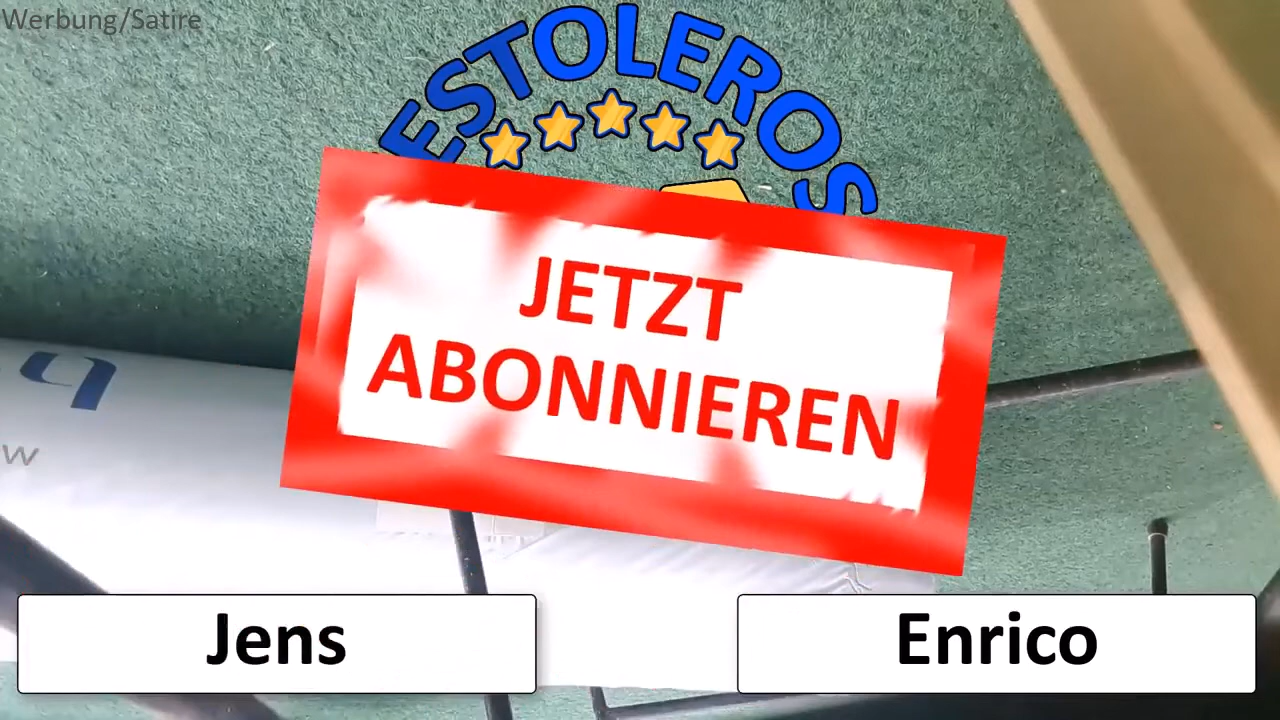 Werbung/Satire
ESTOLEROS
JETZT
ABONNIEREN
w
Jens
Enrico